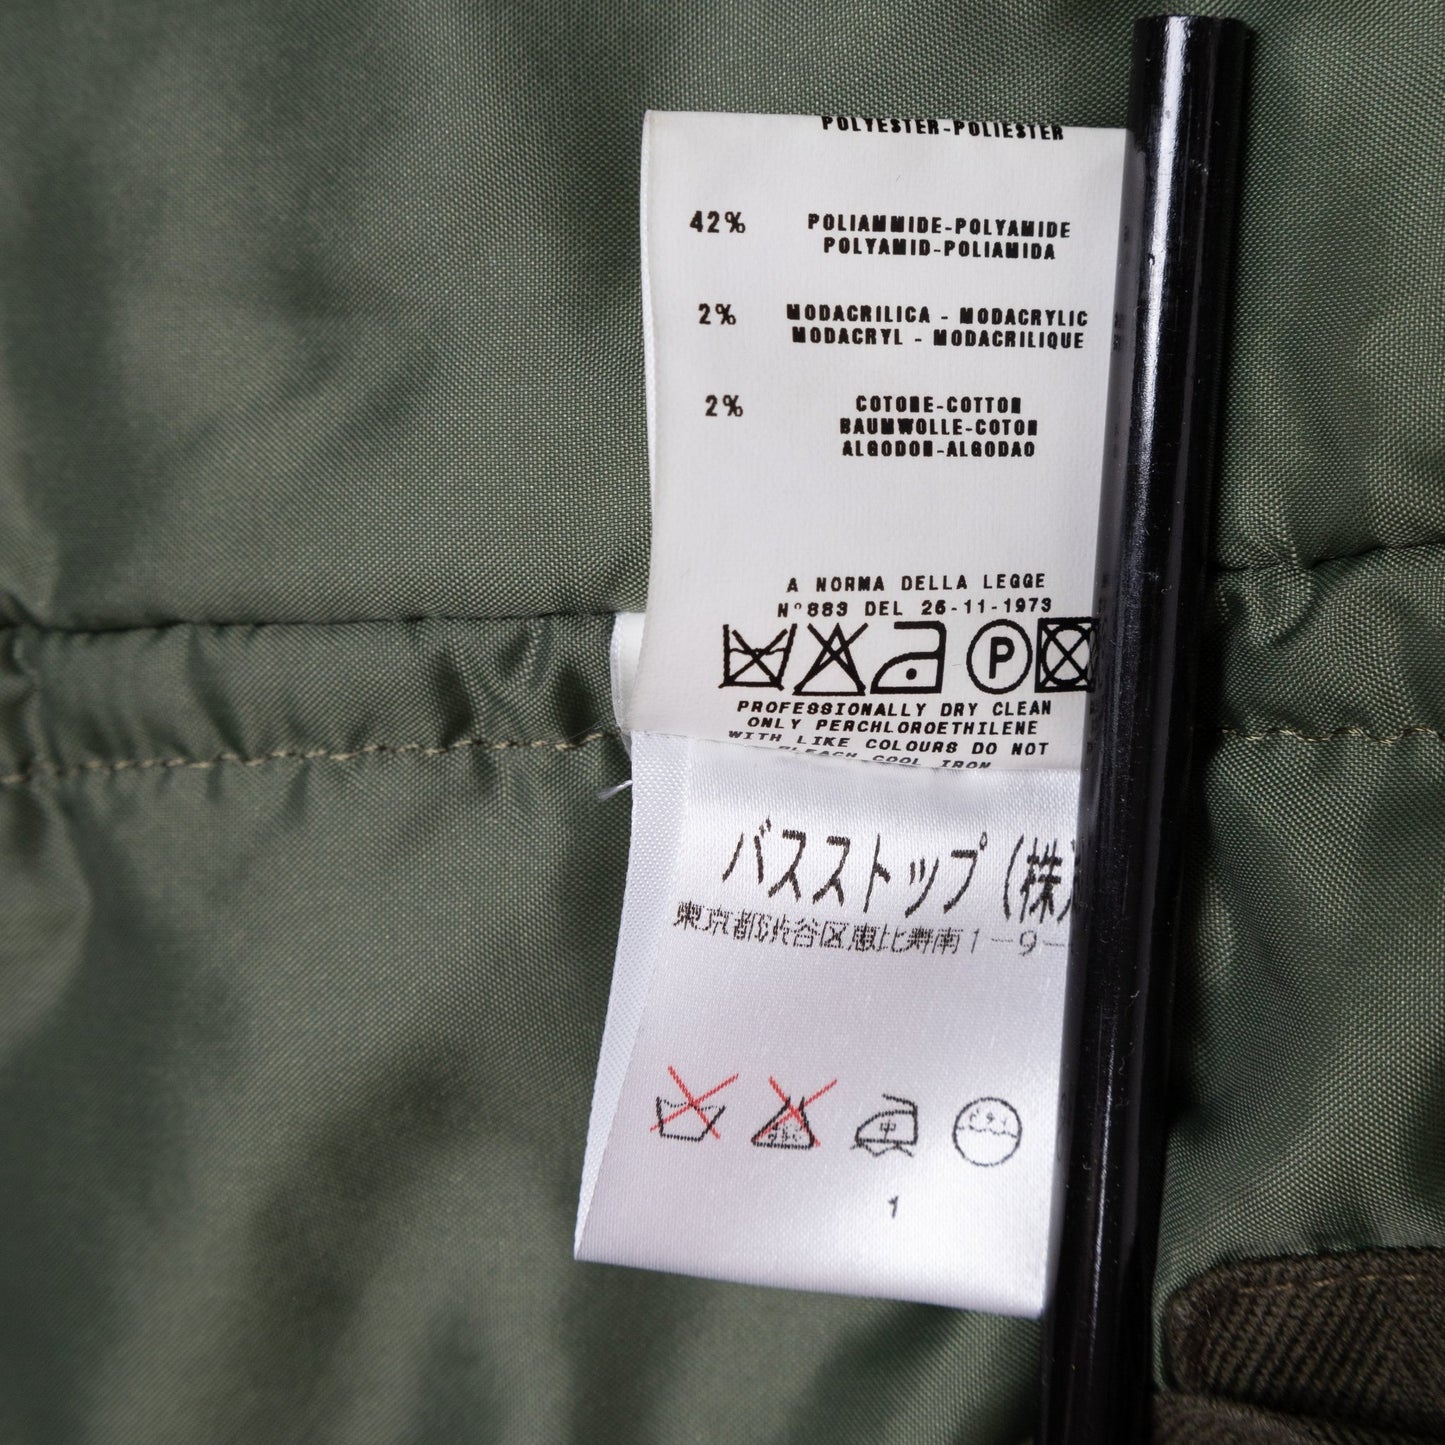 POLYESTER-POLIESTER
42% POLIAMMIDE-POLYAMIDE
POLYAMID-POLIAMIDA
2% MODACRILICA - MODACRYLIC
MODACRYL - MODACRILIQUE
2% COTONE-COTTON
BAUMWOLLE-COTON
ALGODON-ALGODAO
A NORMA DELLA LEGGE
N°883 DEL 26-11-1973
P
PROFESSIONALLY DRY CLEAN
ONLY PERCHLOROETHILENE
WITH LIKE COLOURS DO NOT
BLEACH COOL IRON
バスストップ(株)
東京都渋谷区恵比寿南1-9-
中
1